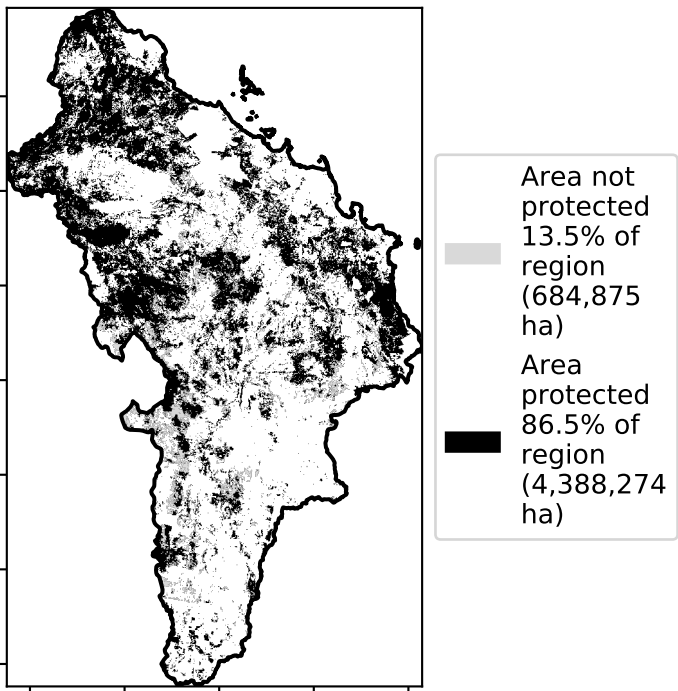 Area not
protected
13.5% of
region
(684,875
ha)
Area
protected
86.5% of
region
(4,388,274
ha)